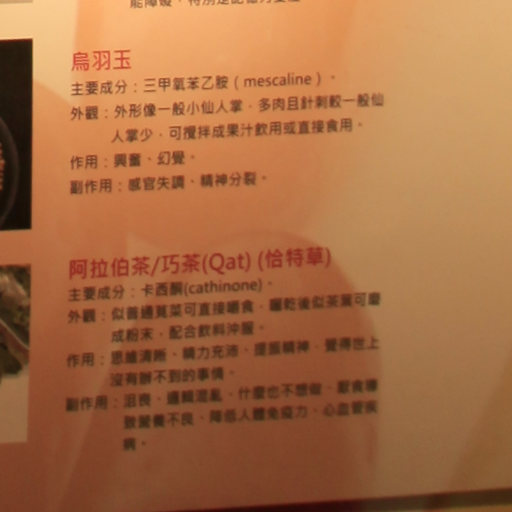 能障礙，特別是記憶力
烏羽玉
主要成分：三甲氧苯乙胺（mescaline）。
外觀：外形像一般小仙人掌，多肉且針刺較一般仙
人掌少，可攪拌成果汁飲用或直接食用。
作用：興奮、幻覺。
副作用：感官失調、精神分裂。
阿拉伯茶/巧茶(Qat) (恰特草)
主要成分：卡西酮(cathinone)。
外觀：似普通莧菜可直接嚼食，曬乾後似茶葉可磨
成粉末，配合飲料沖服。
作用：思緒清晰、精力充沛、提振精神，覺得世上
沒有辦不到的事情。
副作用：沮喪、邏輯混亂、什麼也不想做、厭食導
致營養不良、降低人體免疫力、心血管疾
病。